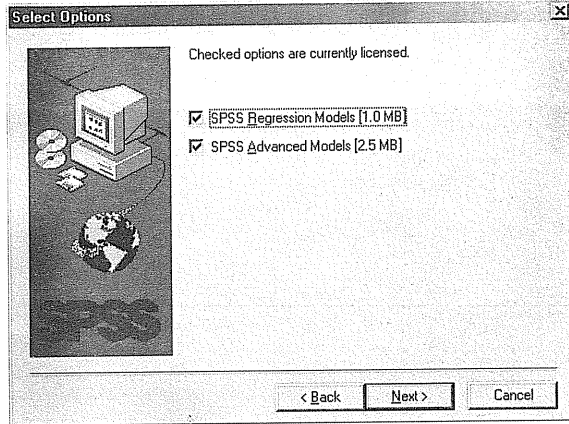 Select Options
Checked options are currently licensed.
SPSS Regression Models [1.0 MB]
SPSS Advanced Models [2.5 MB]
SPSS
< Back
Next >
Cancel